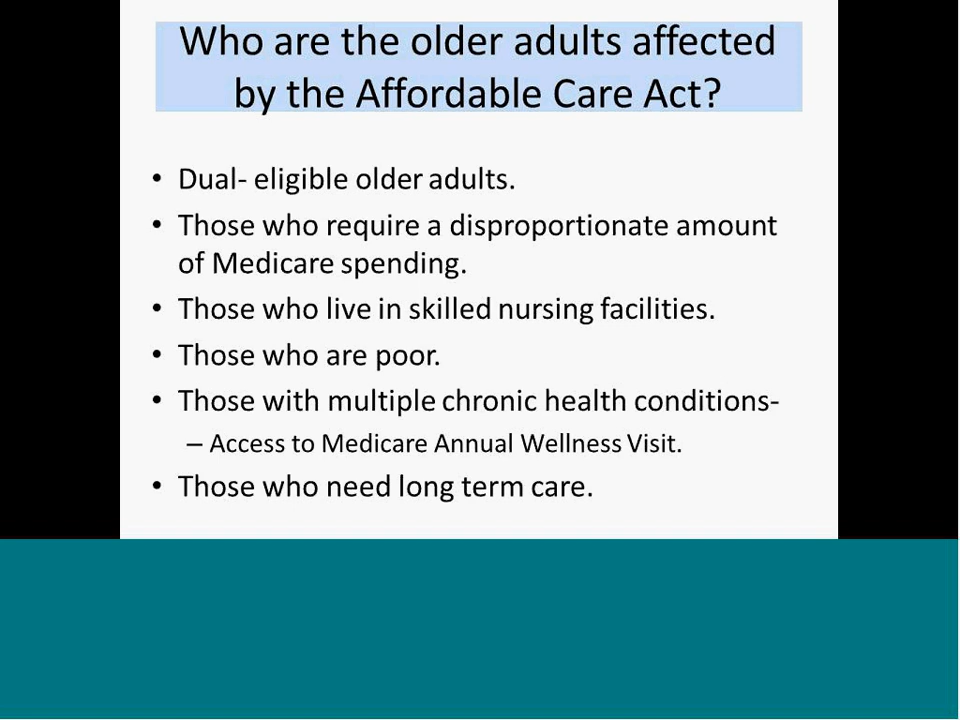 Who are the older adults affected
by the Affordable Care Act?
• Dual- eligible older adults.
• Those who require a disproportionate amount
of Medicare spending.
• Those who live in skilled nursing facilities.
• Those who are poor.
• Those with multiple chronic health conditions-
– Access to Medicare Annual Wellness Visit.
• Those who need long term care.